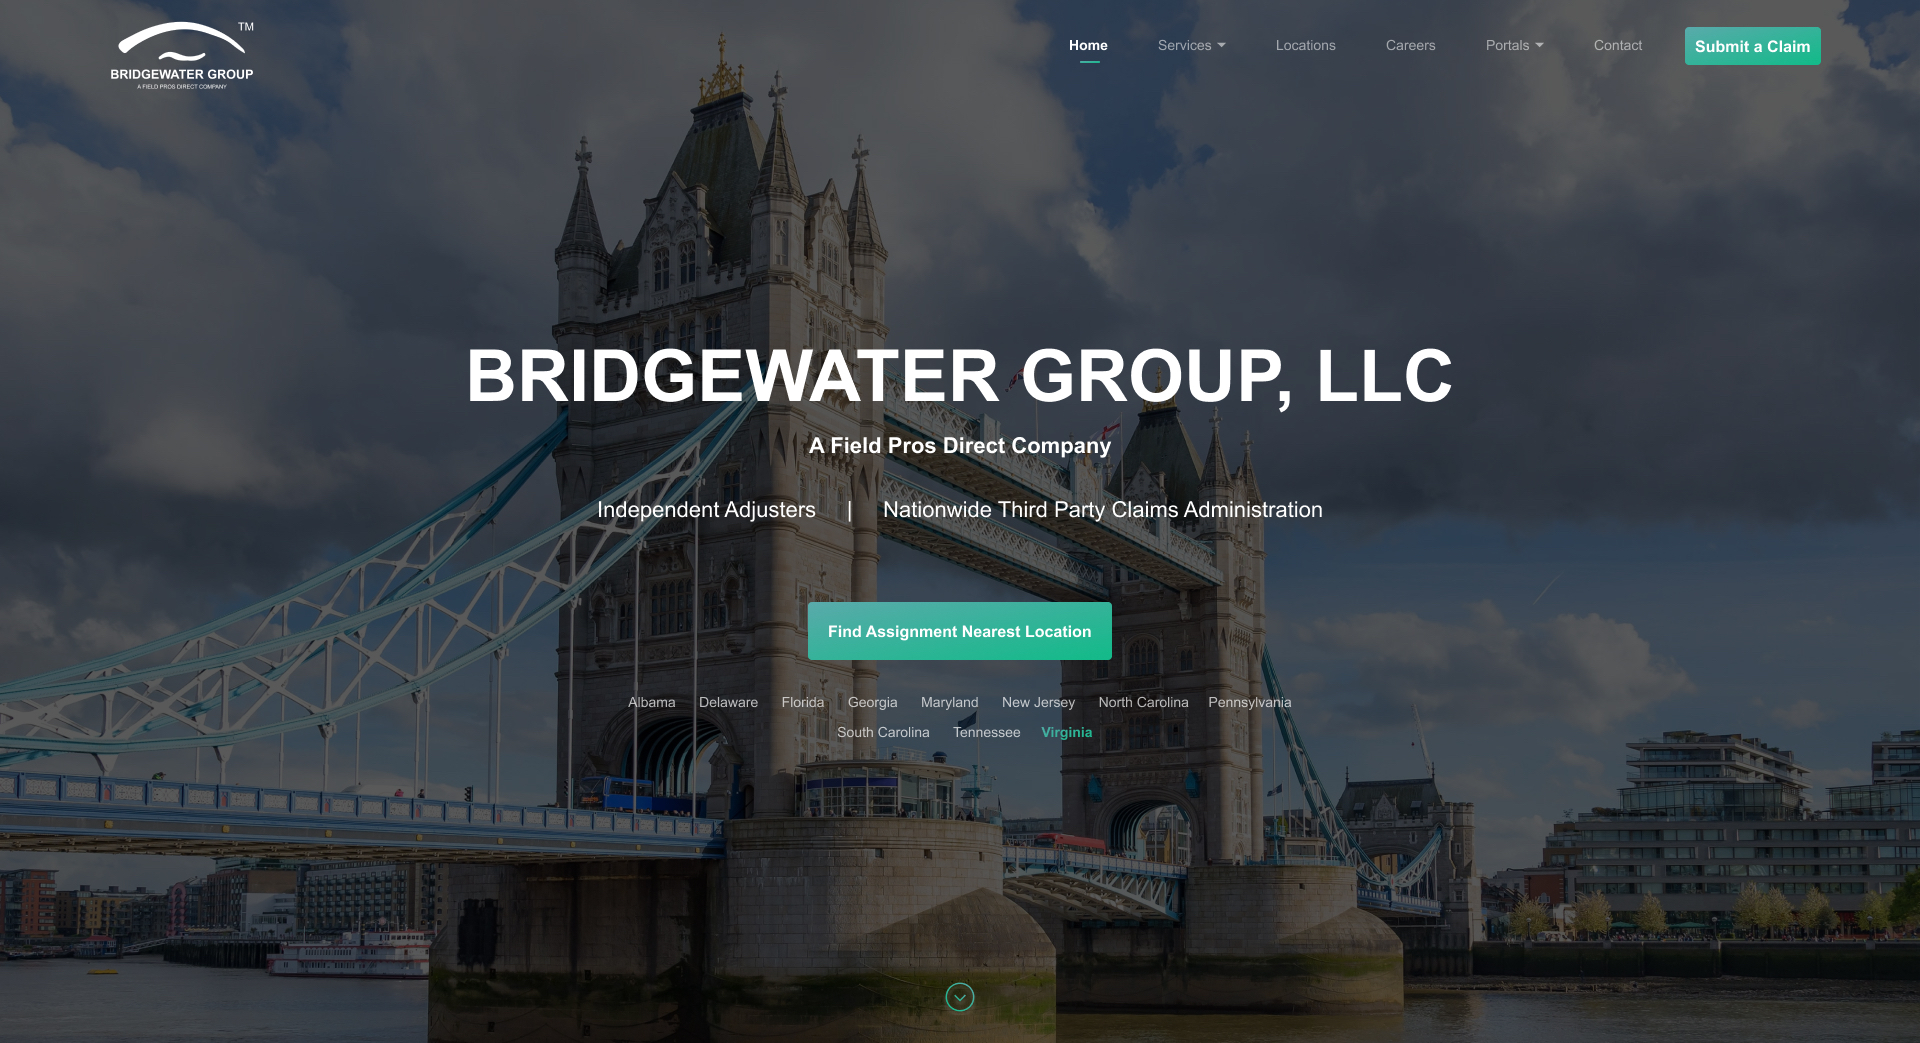 TM
BRIDGEWATER GROUP
A FIELD PROS DIRECT COMPANY
Home Services Locations Careers Portals Contact Submit a Claim
BRIDGEWATER GROUP, LLC
A Field Pros Direct Company
Independent Adjusters | Nationwide Third Party Claims Administration
Find Assignment Nearest Location
Albama Delaware Florida Georgia Maryland New Jersey North Carolina Pennsylvania
South Carolina Tennessee Virginia